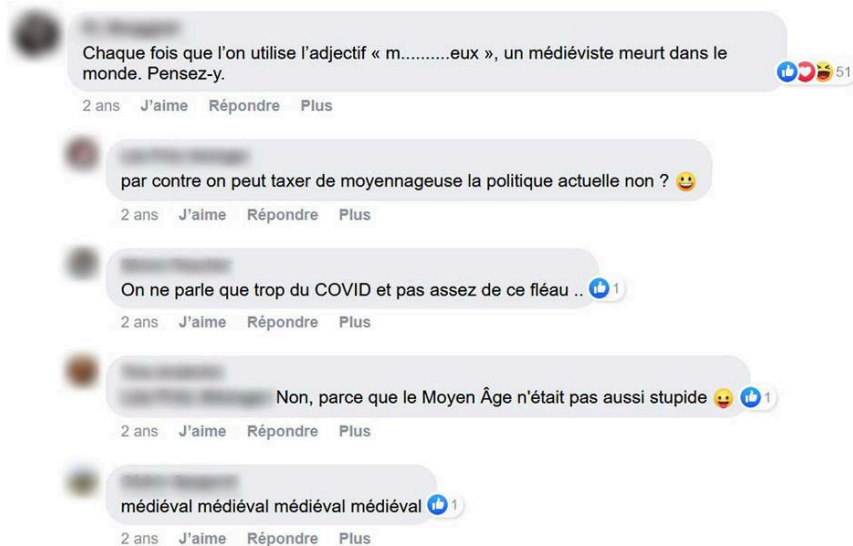 Chaque fois que l’on utilise l’adjectif « m..........eux », un médiéviste meurt dans le
monde. Pensez-y.
51
2 ans J’aime Répondre Plus
par contre on peut taxer de moyennageuse la politique actuelle non ? 😀
2 ans J’aime Répondre Plus
On ne parle que trop du COVID et pas assez de ce fléau .. 1
2 ans J’aime Répondre Plus
Non, parce que le Moyen Âge n'était pas aussi stupide 😜 1
2 ans J’aime Répondre Plus
médiéval médiéval médiéval médiéval 1
2 ans J’aime Répondre Plus